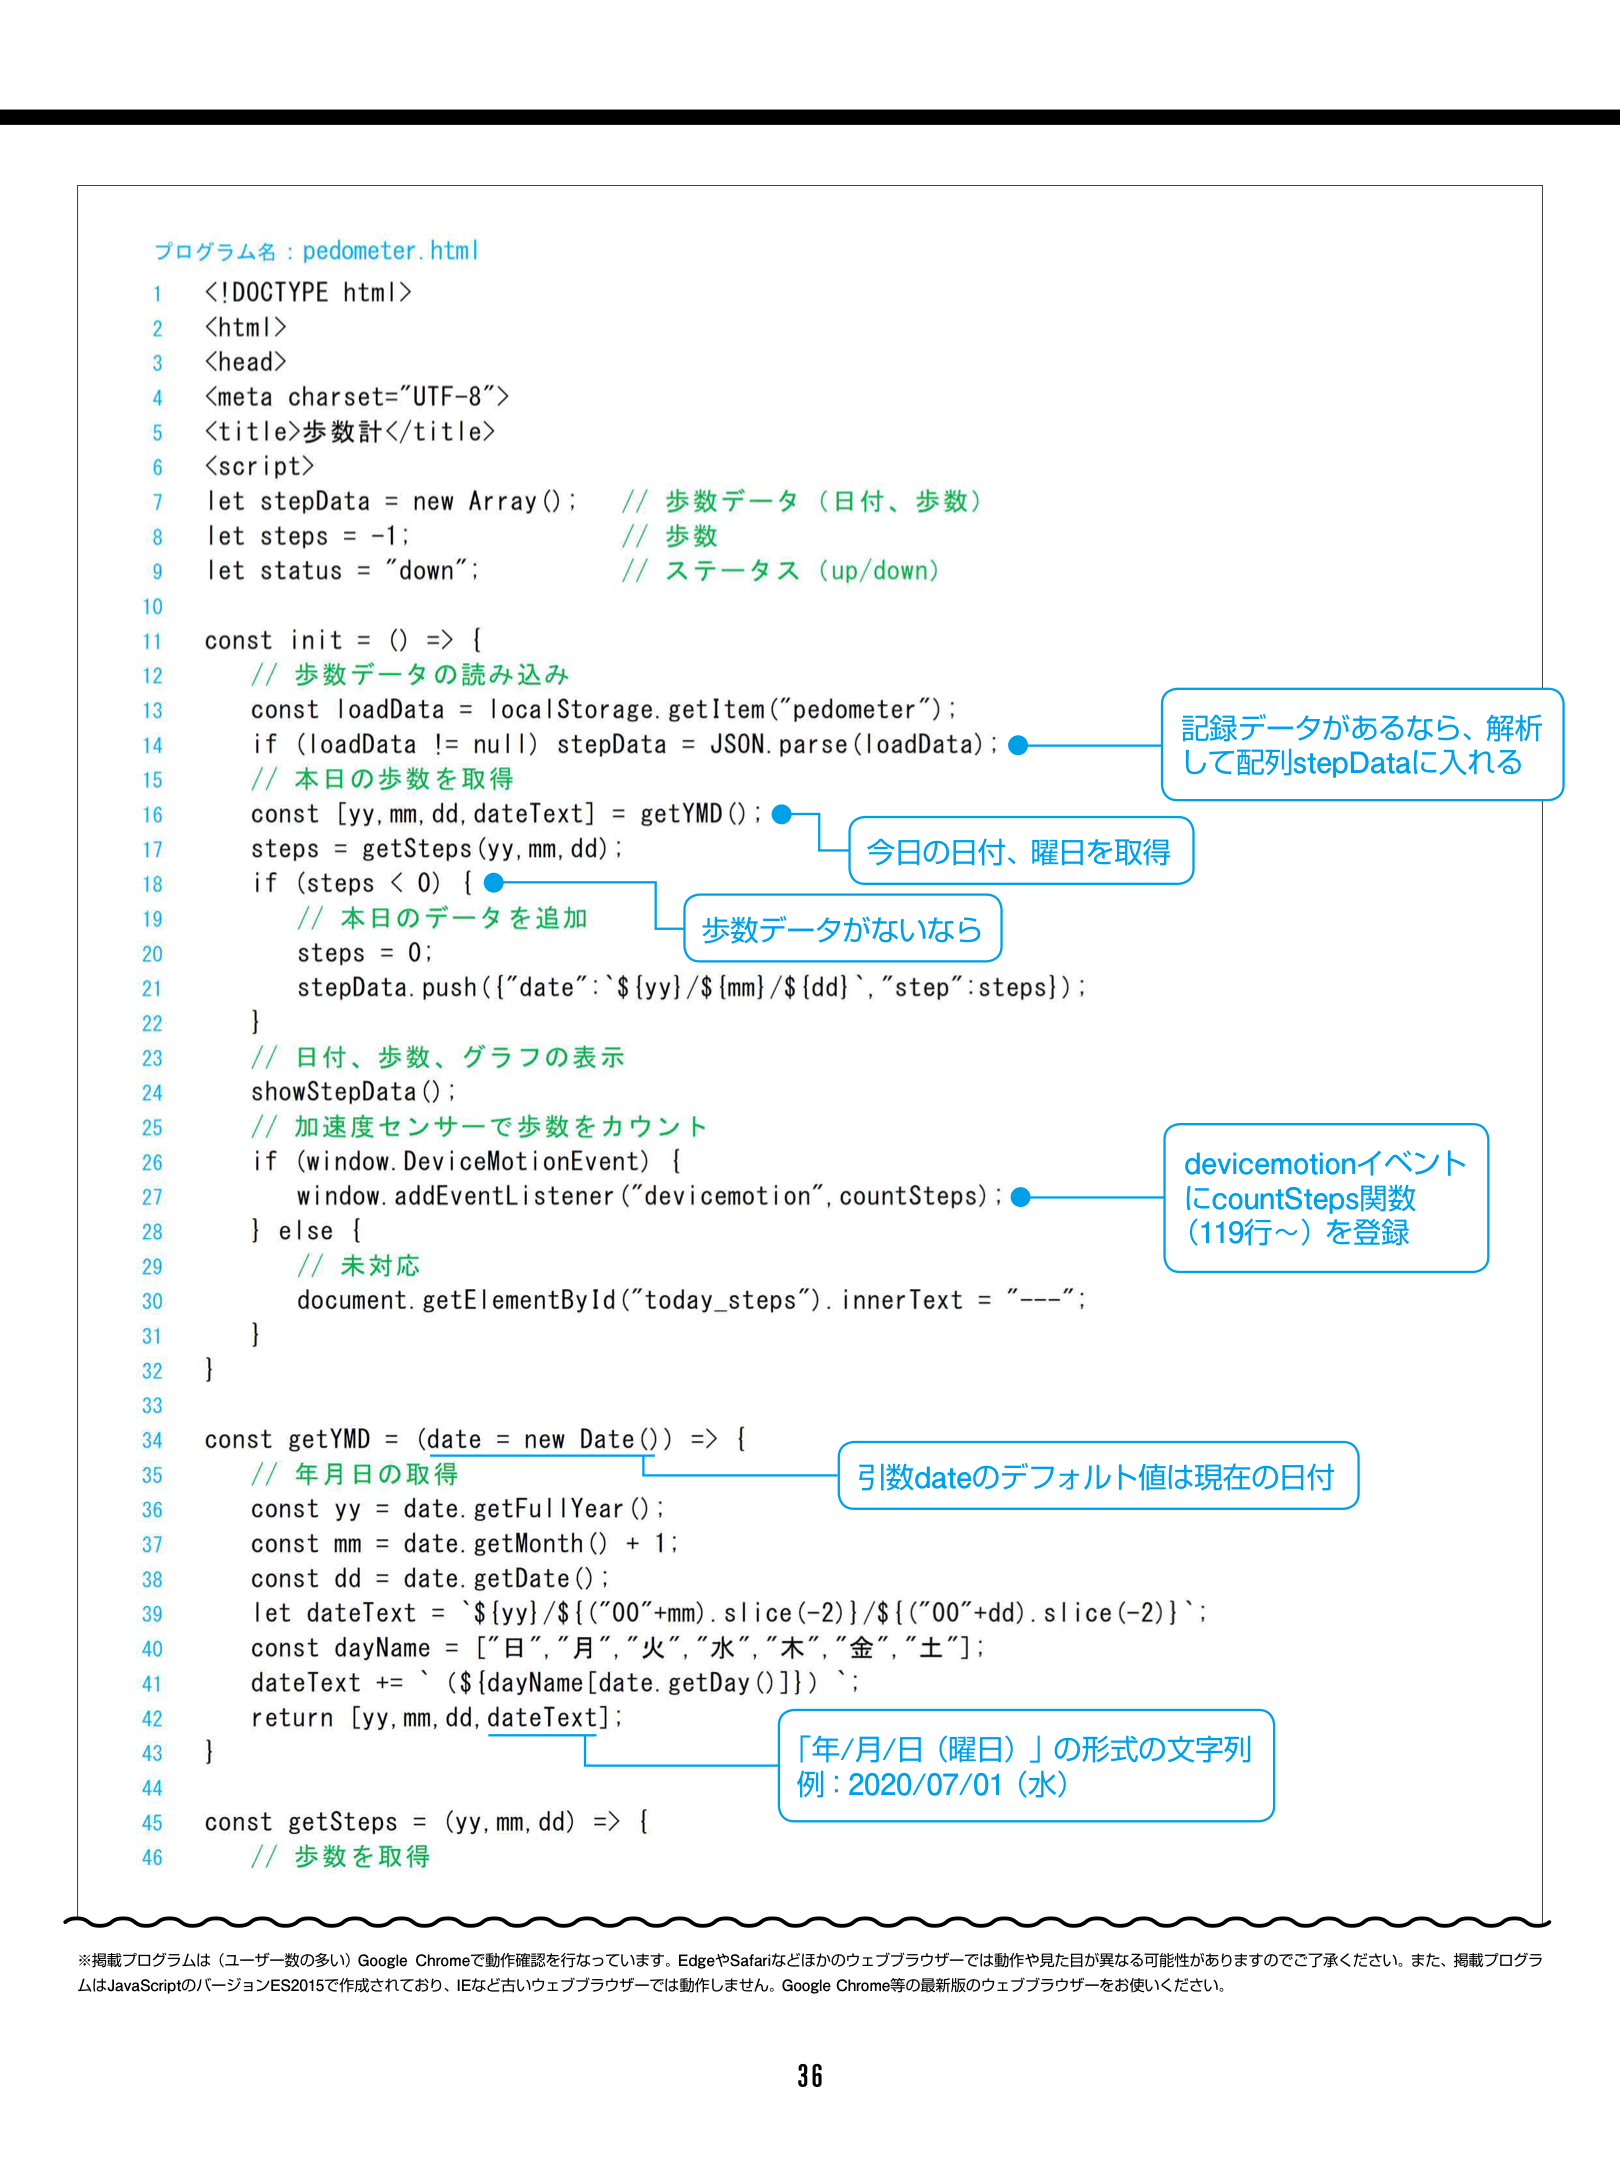 プログラム名：pedometer.html
1 <!DOCTYPE html>
2 <html>
3 <head>
4 <meta charset="UTF-8">
5 <title>歩数計</title>
6 <script>
7 let stepData = new Array();   // 歩数データ（日付、歩数）
8 let steps = -1;               // 歩数
9 let status = "down";          // ステータス（up/down）
10
11 const init = () => {
12    // 歩数データの読み込み
13    const loadData = localStorage.getItem("pedometer");
14    if (loadData != null) stepData = JSON.parse(loadData);
記録データがあるなら、解析
して配列stepDataに入れる
15    // 本日の歩数を取得
16    const [yy,mm,dd,dateText] = getYMD();
今日の日付、曜日を取得
17    steps = getSteps(yy,mm,dd);
18    if (steps < 0) {
歩数データがないなら
19       // 本日のデータを追加
20       steps = 0;
21       stepData.push({"date":`${yy}/${mm}/${dd}`,"step":steps});
22    }
23    // 日付、歩数、グラフの表示
24    showStepData();
25    // 加速度センサーで歩数をカウント
26    if (window.DeviceMotionEvent) {
27       window.addEventListener("devicemotion",countSteps);
devicemotionイベント
にcountSteps関数
（119行～）を登録
28    } else {
29       // 未対応
30       document.getElementById("today_steps").innerText = "---";
31    }
32 }
33
34 const getYMD = (date = new Date()) => {
引数dateのデフォルト値は現在の日付
35    // 年月日の取得
36    const yy = date.getFullYear();
37    const mm = date.getMonth() + 1;
38    const dd = date.getDate();
39    let dateText = `${yy}/${("00"+mm).slice(-2)}/${("00"+dd).slice(-2)}`;
40    const dayName = ["日","月","火","水","木","金","土"];
41    dateText += `（${dayName[date.getDay()]}）`;
42    return [yy,mm,dd,dateText];
「年/月/日（曜日）」の形式の文字列
例：2020/07/01（水）
43 }
44
45 const getSteps = (yy,mm,dd) => {
46    // 歩数を取得
※掲載プログラムは（ユーザー数の多い）Google Chromeで動作確認を行なっています。EdgeやSafariなどほかのウェブブラウザーでは動作や見た目が異なる可能性がありますのでご了承ください。また、掲載プログラ
ムはJavaScriptのバージョンES2015で作成されており、IEなど古いウェブブラウザーでは動作しません。Google Chrome等の最新版のウェブブラウザーをお使いください。
36